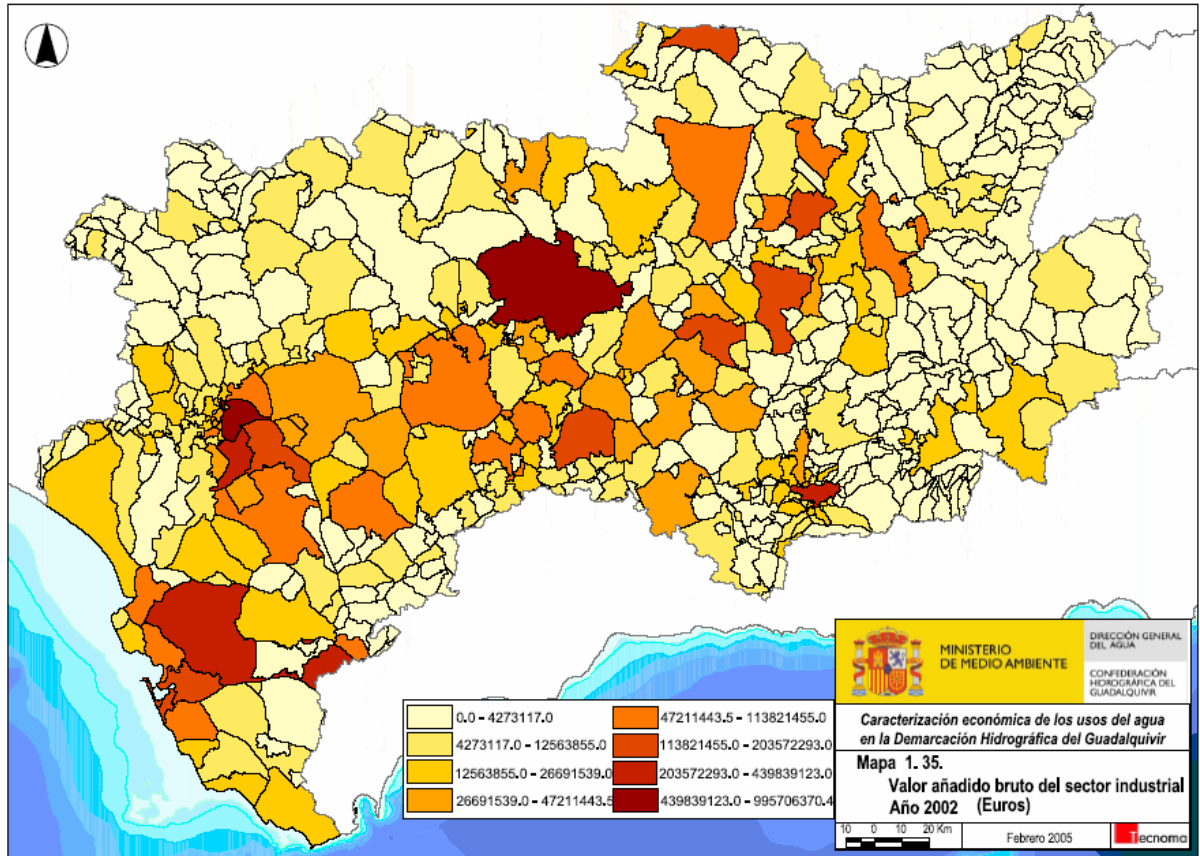 MINISTERIO
DE MEDIO AMBIENTE
DIRECCIÓN GENERAL
DEL AGUA
CONFEDERACIÓN
HIDROGRÁFICA DEL
GUADALQUIVIR
0.0 - 4273117.0
4273117.0 - 12563855.0
12563855.0 - 26691539.0
26691539.0 - 47211443.5
47211443.5 - 113821455.0
113821455.0 - 203572293.0
203572293.0 - 439839123.0
439839123.0 - 995706370.4
Caracterización económica de los usos del agua
en la Demarcación Hidrográfica del Guadalquivir
Mapa 1. 35.
Valor añadido bruto del sector industrial
Año 2002 (Euros)
10 0 10 20 Km
Febrero 2005
Tecnoma